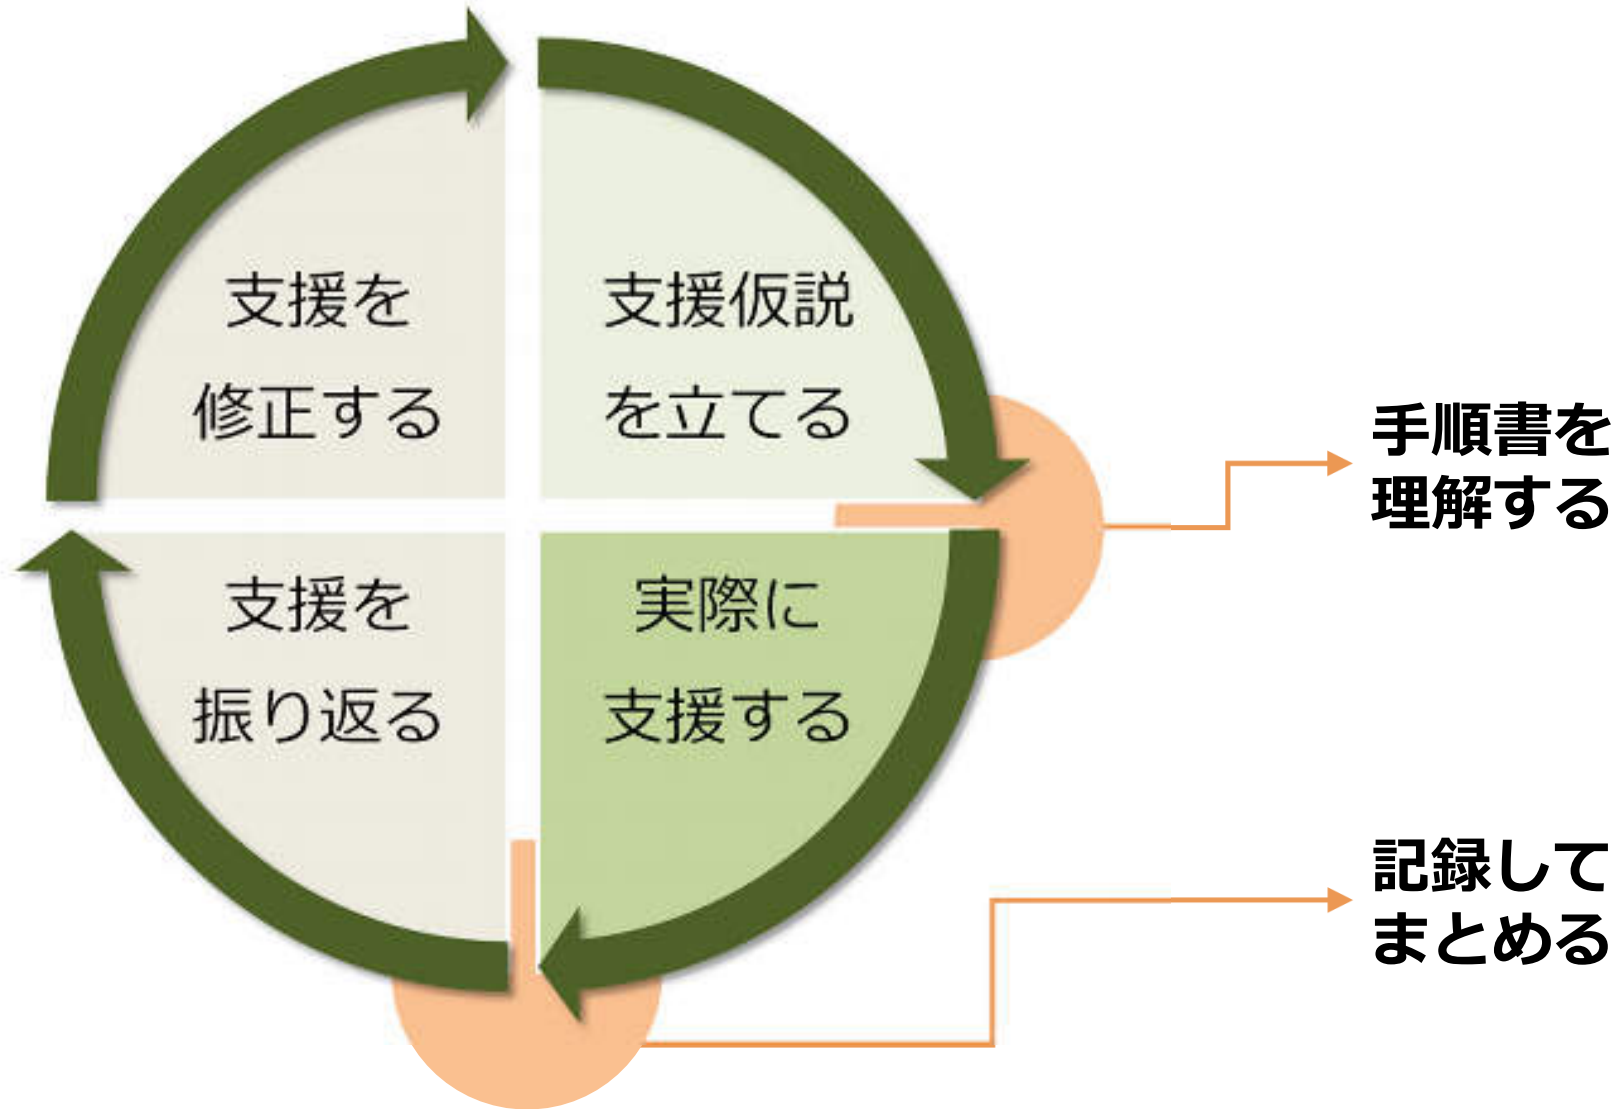 支援を
修正する
支援仮説
を立てる
支援を
振り返る
実際に
支援する
手順書を
理解する
記録して
まとめる